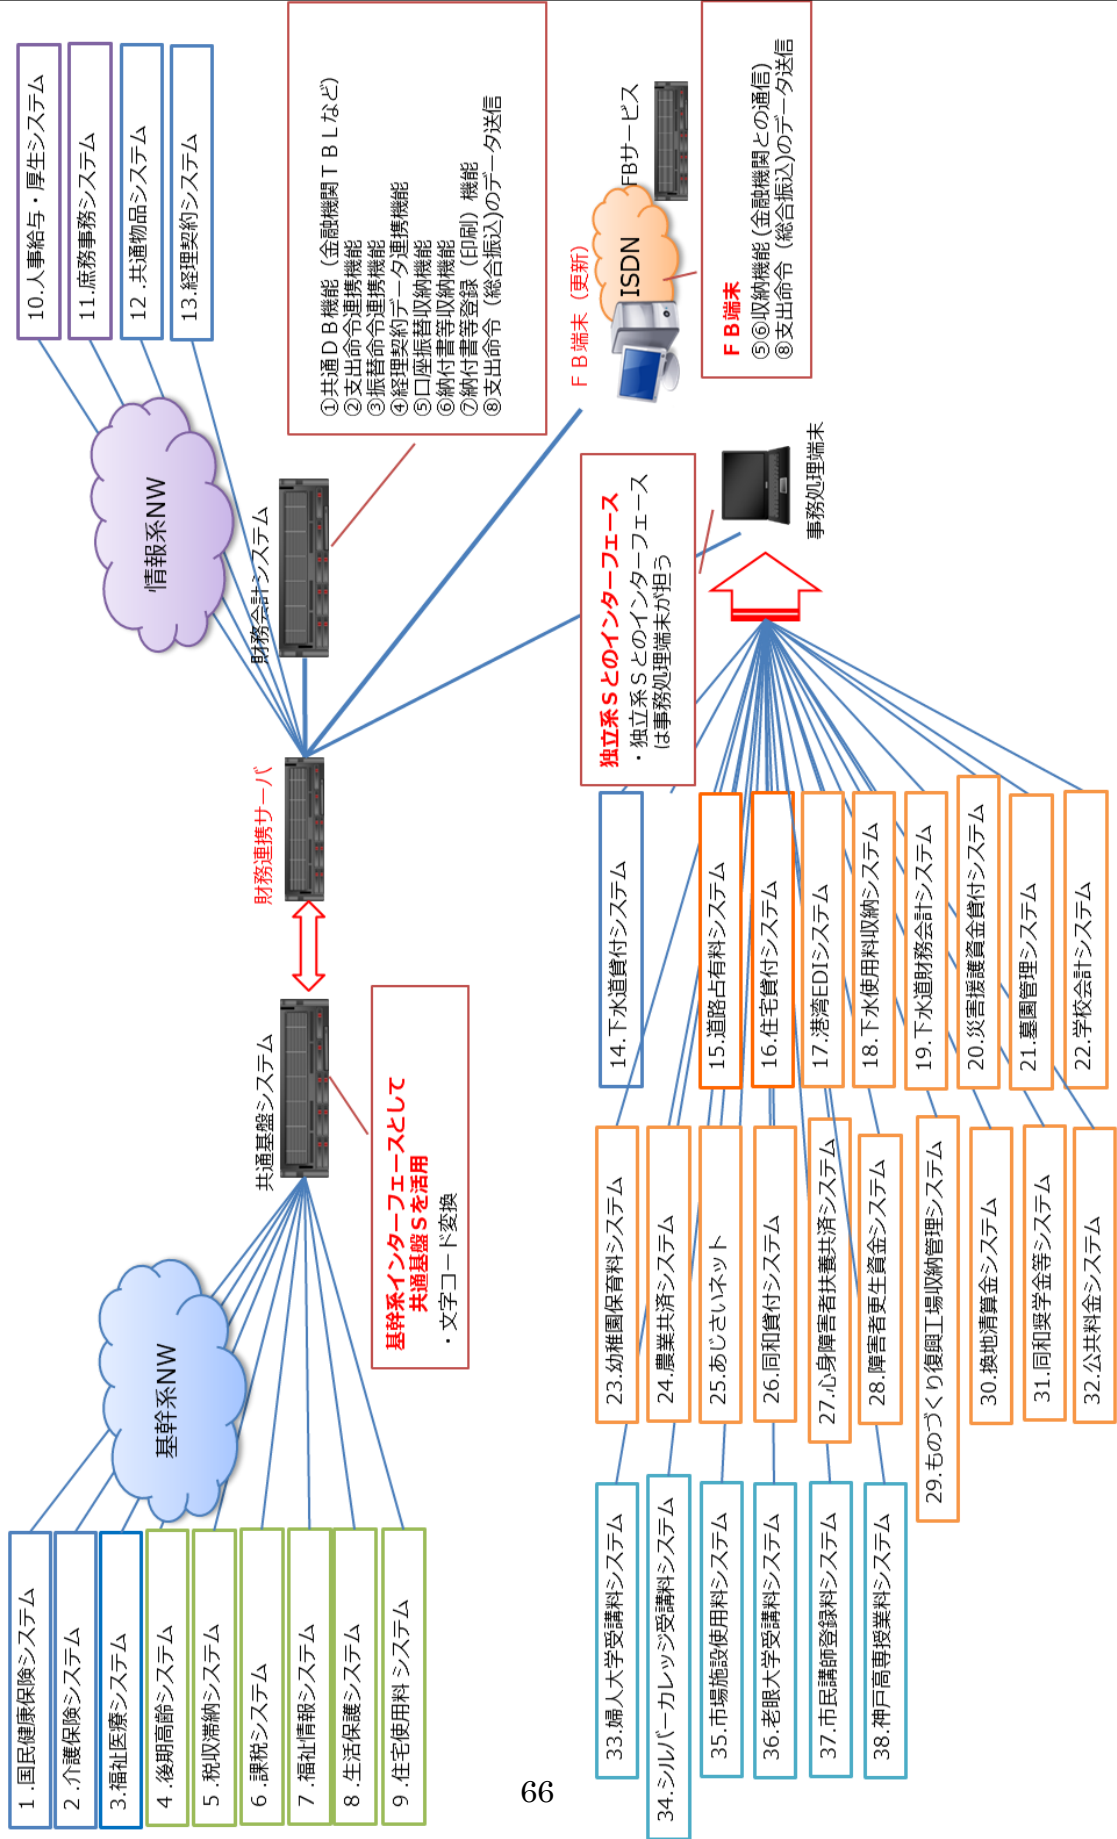 1.国民健康保険システム
2.介護保険システム
3.福祉医療システム
4.後期高齢システム
5.税収滞納システム
6.課税システム
7.福祉情報システム
8.生活保護システム
9.住宅使用料システム
基幹系NW
共通基盤システム
基幹系インターフェースとして
共通基盤Ｓを活用
・文字コード変換
財務連携サーバ
財務会計システム
情報系NW
10.人事給与・厚生システム
11.庶務事務システム
12.共通物品システム
13.経理契約システム
①共通ＤＢ機能（金融機関ＴＢＬなど）
②支出命令連携機能
③振替命令連携機能
④経理契約データ連携機能
⑤口座振替収納機能
⑥納付書等収納機能
⑦納付書等登録（印刷）機能
⑧支出命令（総合振込)のデータ送信
ＦＢ端末（更新）
ISDN
FBサービス
ＦＢ端末
⑤⑥収納機能（金融機関との通信）
⑧支出命令（総合振込)のデータ送信
独立系Ｓとのインターフェース
・独立系Ｓとのインターフェース
は事務処理端末が担う
事務処理端末
14.下水道貸付システム
15.道路占有料システム
16.住宅貸付システム
17.港湾EDIシステム
18.下水使用料収納システム
19.下水道財務会計システム
20.災害援護資金貸付システム
21.墓園管理システム
22.学校会計システム
23.幼稚園保育料システム
24.農業共済システム
25.あじさいネット
26.同和貸付システム
27.心身障害者扶養共済システム
28.障害者更生資金システム
29.ものづくり復興工場収納管理システム
30.換地清算金システム
31.同和奨学金等システム
32.公共料金システム
33.婦人大学受講料システム
34.シルバーカレッジ受講料システム
35.市場施設使用料システム
36.老眼大学受講料システム
37.市民講師登録料システム
38.神戸高専授業料システム
66